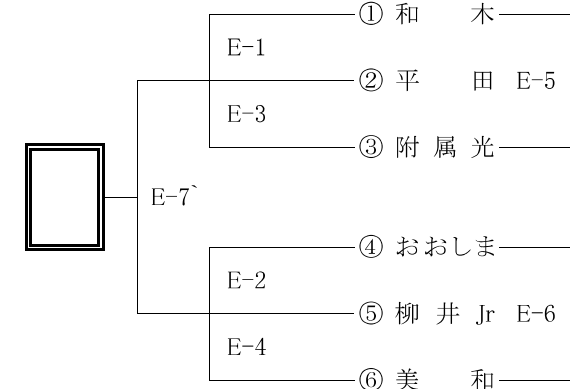 ① 和 木
E-1
② 平 田 E-5
E-3
③ 附 属 光
E-7`
④ おおしま
E-2
⑤ 柳 井 Jr E-6
E-4
⑥ 美 和